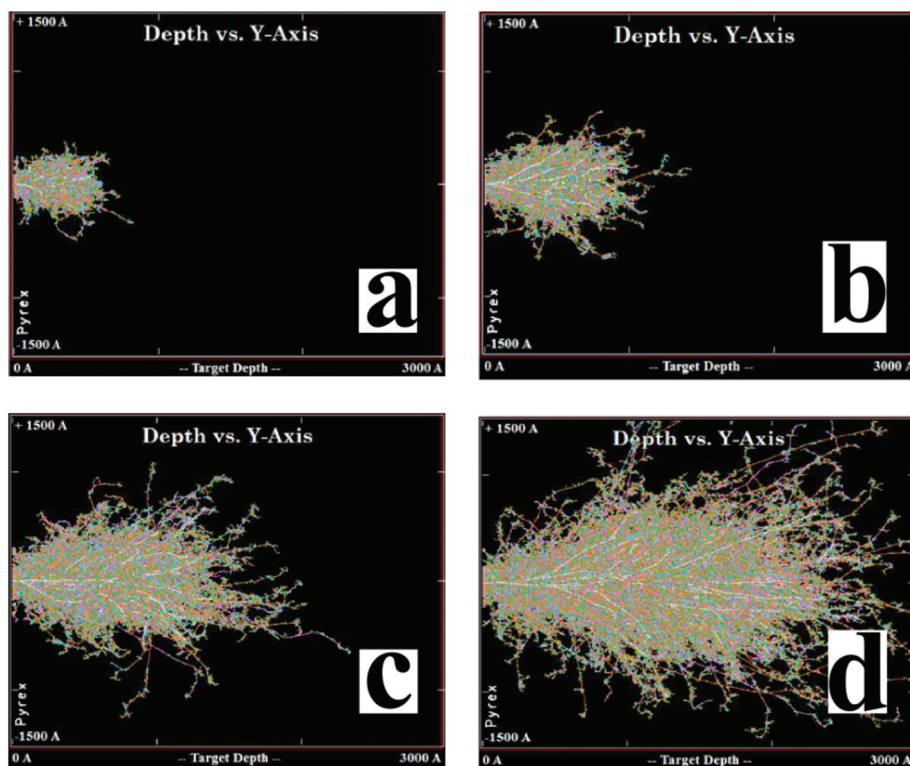 + 1500 A
Depth vs. Y-Axis
a
Pyrex
-1500 A
0 A -- Target Depth -- 3000 A
+ 1500 A
Depth vs. Y-Axis
b
Pyrex
-1500 A
0 A -- Target Depth -- 3000 A
+ 1500 A
Depth vs. Y-Axis
c
Pyrex
-1500 A
0 A -- Target Depth -- 3000 A
+ 1500 A
Depth vs. Y-Axis
d
Pyrex
-1500 A
0 A -- Target Depth -- 3000 A